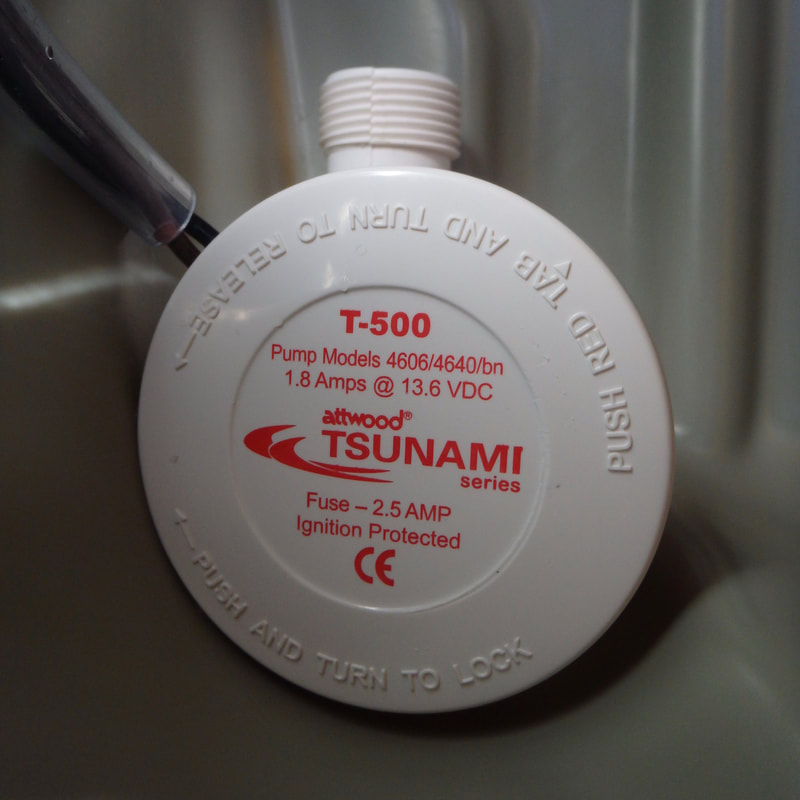 T-500
Pump Models 4606/4640/bn
1.8 Amps @ 13.6 VDC
attwood®
TSUNAMI
series
Fuse – 2.5 AMP
Ignition Protected
CE
PUSH RED TAB AND TURN TO RELEASE
PUSH AND TURN TO LOCK